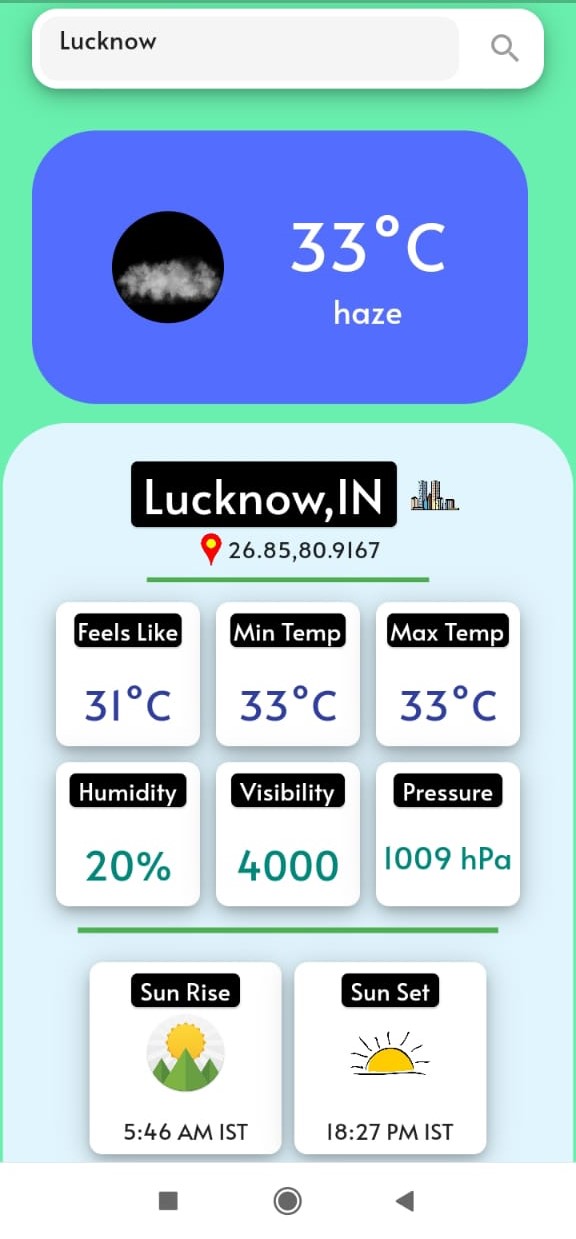 Lucknow
33°C
haze
Lucknow,IN
26.85,80.9167
Feels Like Min Temp Max Temp
31°C 33°C 33°C
Humidity Visibility Pressure
20% 4000 1009 hPa
Sun Rise Sun Set
5:46 AM IST 18:27 PM IST